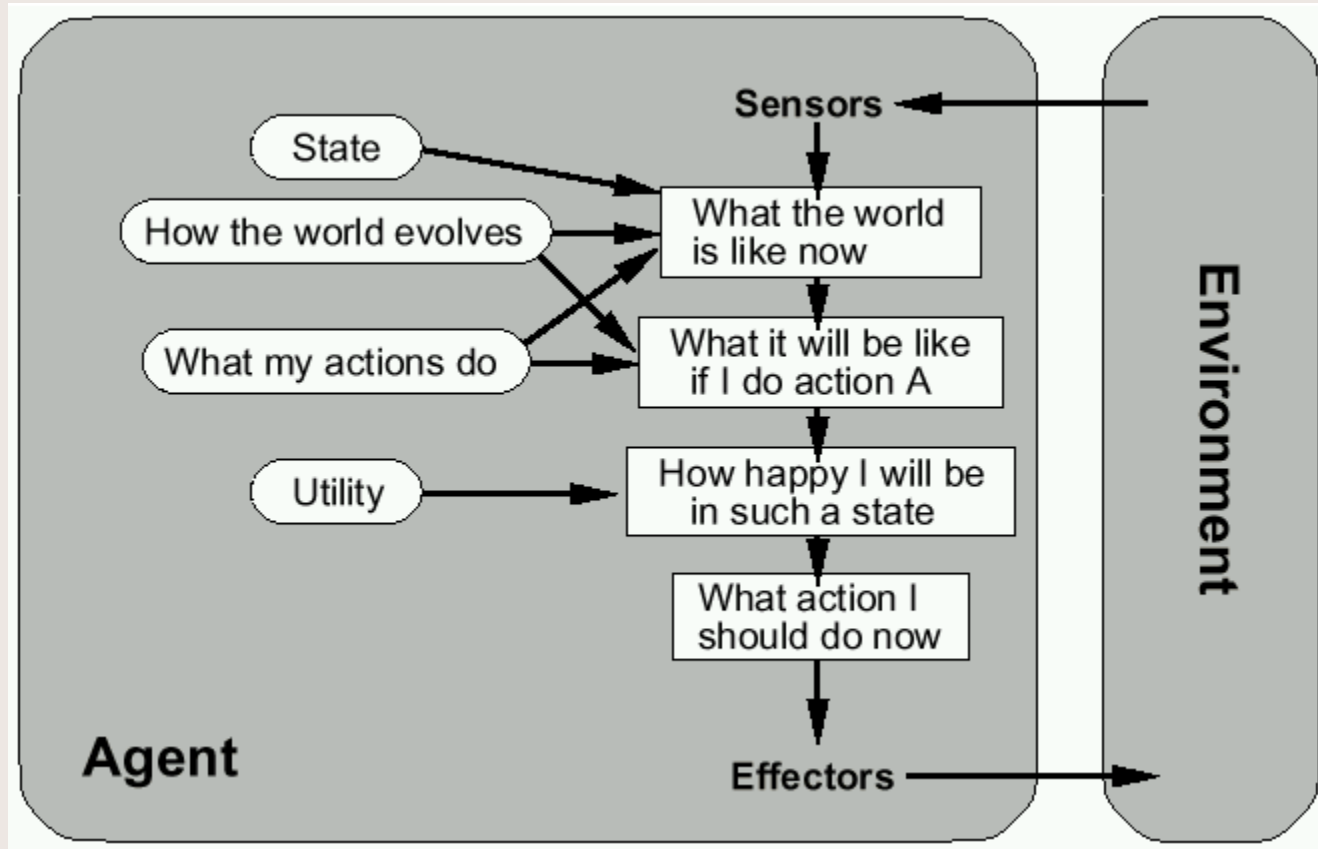 Sensors
State
What the world
is like now
How the world evolves
What it will be like
if I do action A
What my actions do
How happy I will be
in such a state
Utility
What action I
should do now
Effectors
Agent
Environment